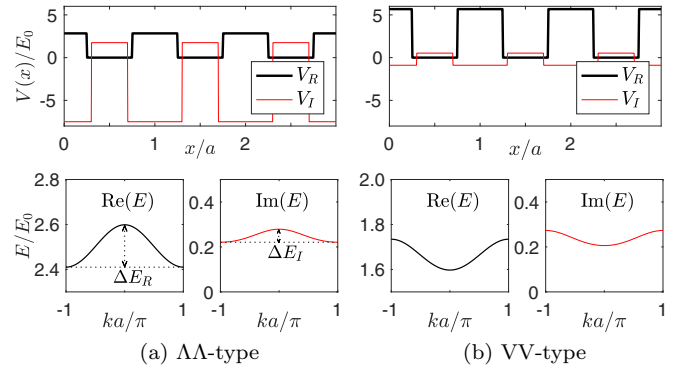 V(x)/E₀
5
0
-5
V_R
V_I
0
1
2
x/a
5
0
-5
V_R
V_I
0
1
2
x/a
E/E₀
2.8
2.6
2.4
Re(E)
ΔE_R
-1
0
1
ka/π
0.4
0.2
0
Im(E)
ΔE_I
-1
0
1
ka/π
2.0
1.8
1.6
Re(E)
-1
0
1
ka/π
0.4
0.2
0
Im(E)
-1
0
1
ka/π
(a) ΛΛ-type
(b) VV-type